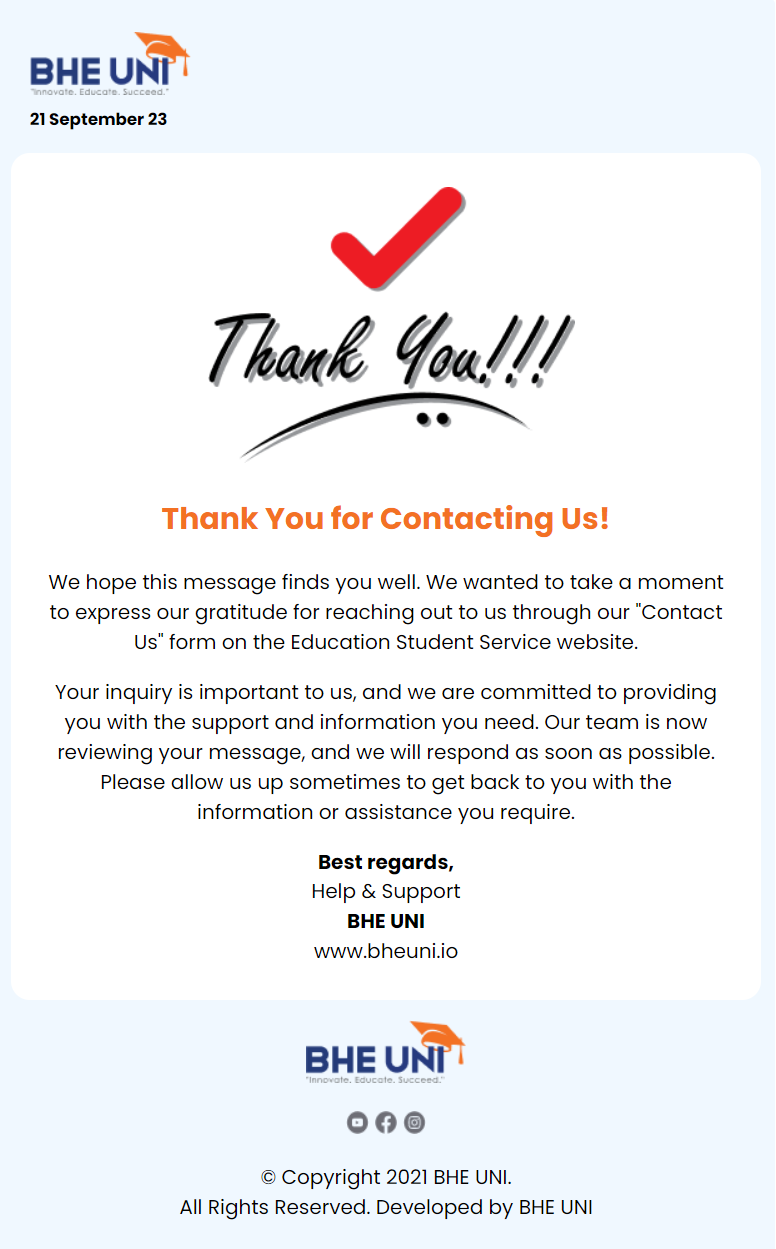 BHE UNI
"Innovate. Educate. Succeed."
21 September 23
Thank You!!!
Thank You for Contacting Us!
We hope this message finds you well. We wanted to take a moment
to express our gratitude for reaching out to us through our "Contact
Us" form on the Education Student Service website.
Your inquiry is important to us, and we are committed to providing
you with the support and information you need. Our team is now
reviewing your message, and we will respond as soon as possible.
Please allow us up sometimes to get back to you with the
information or assistance you require.
Best regards,
Help & Support
BHE UNI
www.bheuni.io
BHE UNI
"Innovate. Educate. Succeed."
© Copyright 2021 BHE UNI.
All Rights Reserved. Developed by BHE UNI